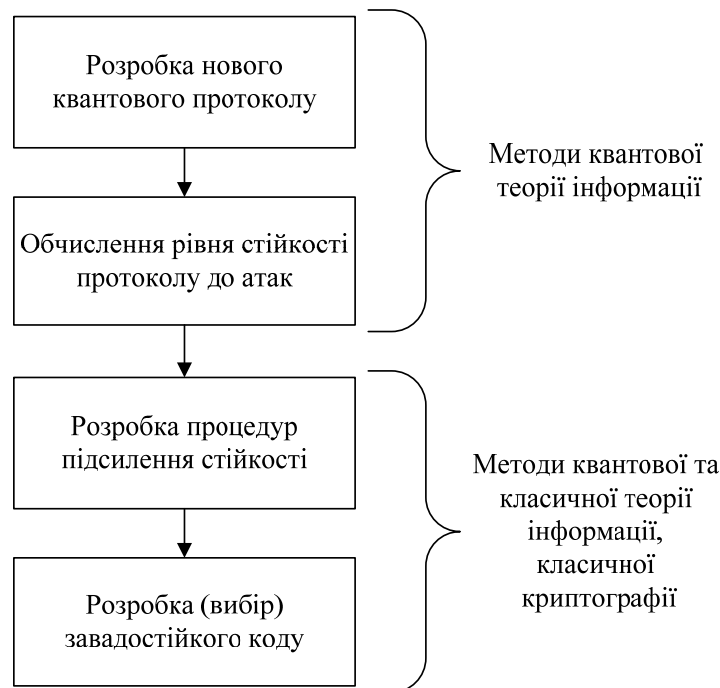 Розробка нового
квантового протоколу
Обчислення рівня стійкості
протоколу до атак
Методи квантової
теорії інформації
Розробка процедур
підсилення стійкості
Розробка (вибір)
завадостійкого коду
Методи квантової та
класичної теорії
інформації,
класичної
криптографії